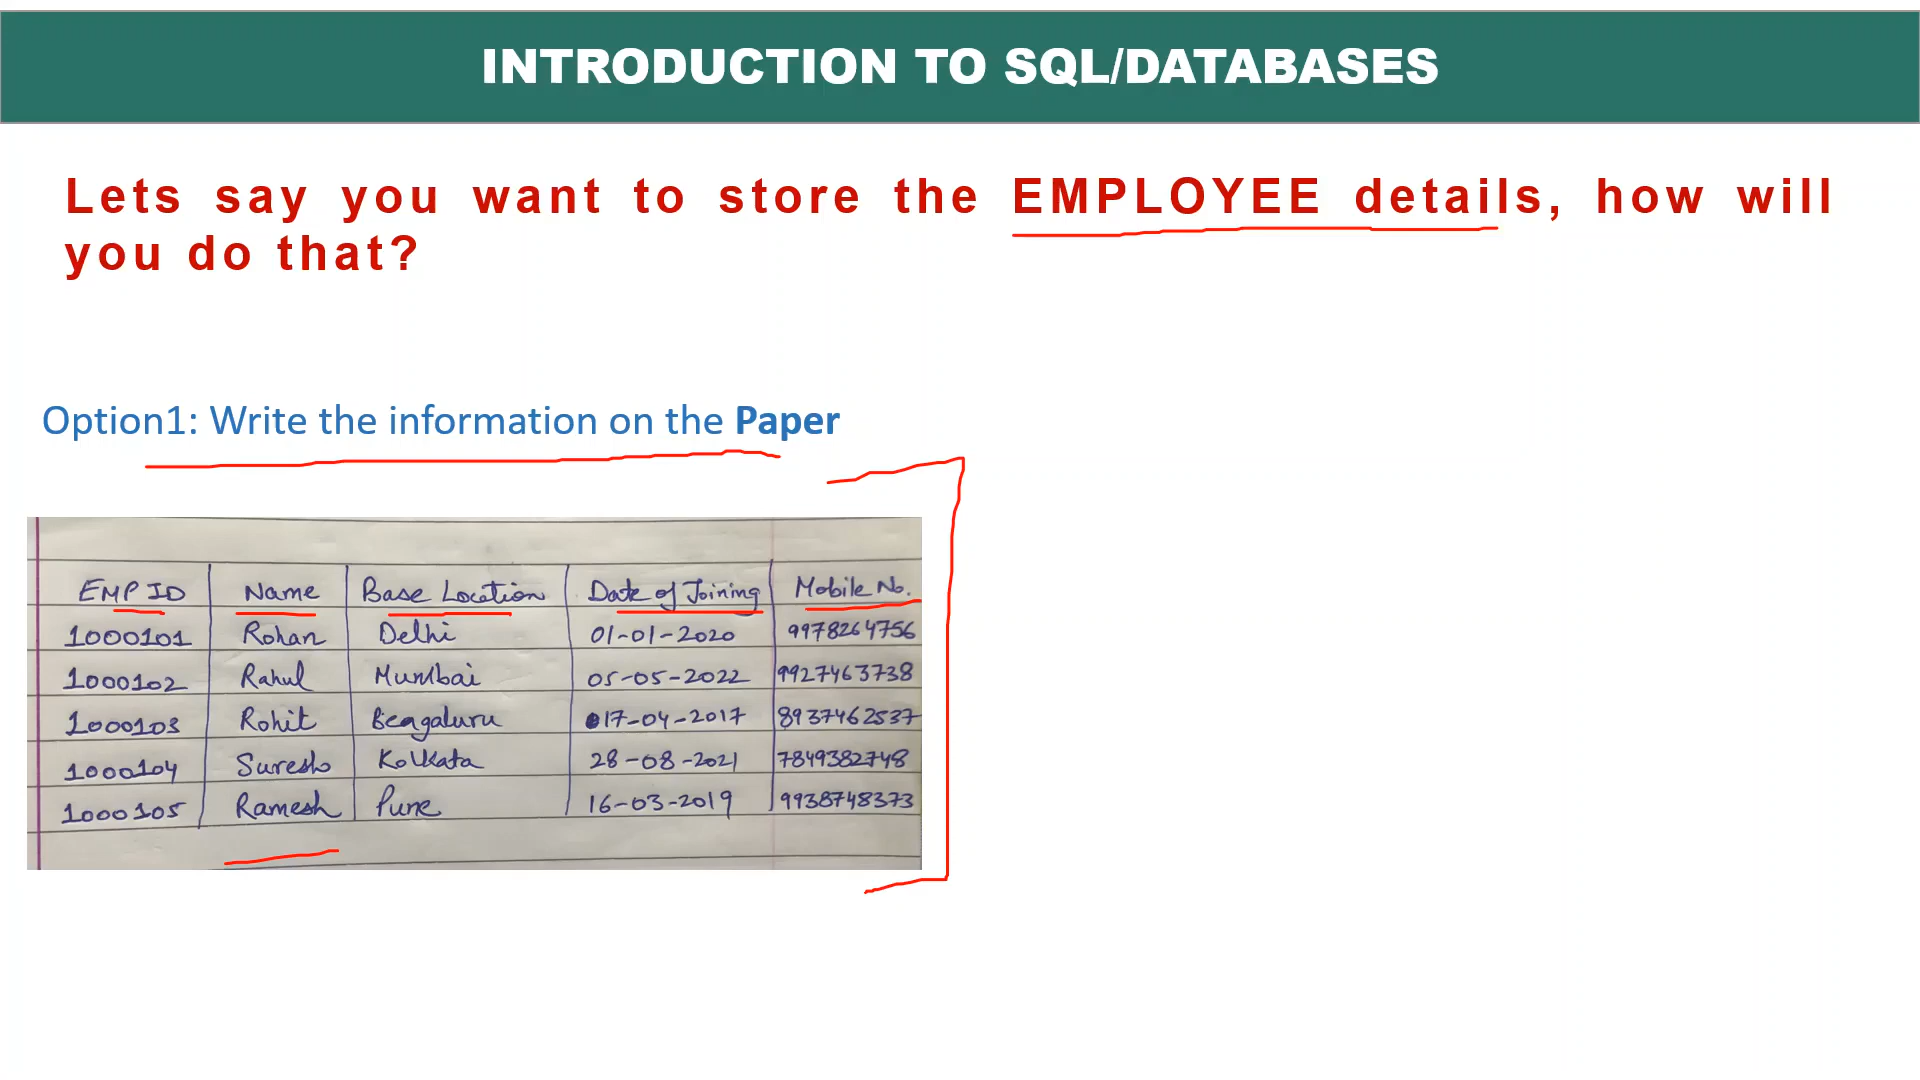 INTRODUCTION TO SQL/DATABASES
Lets say you want to store the EMPLOYEE details, how will
you do that?
Option1: Write the information on the Paper
EMP ID Name Base Location Date of Joining Mobile No.
1000101 Rohan Delhi 01-01-2020 9978264756
1000102 Rahul Mumbai 05-05-2022 9927463738
1000103 Rohit Bengaluru 17-04-2017 8937462537
1000104 Suresh Kolkata 28-08-2021 7849382748
1000105 Ramesh Pune 16-03-2019 9938748373